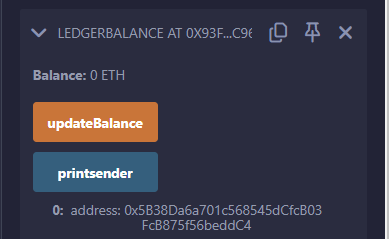 LEDGERBALANCE AT 0X93F...C96
Balance: 0 ETH
updateBalance
printsender
0: address: 0x5B38Da6a701c568545dCfcB03
FcB875f56beddC4